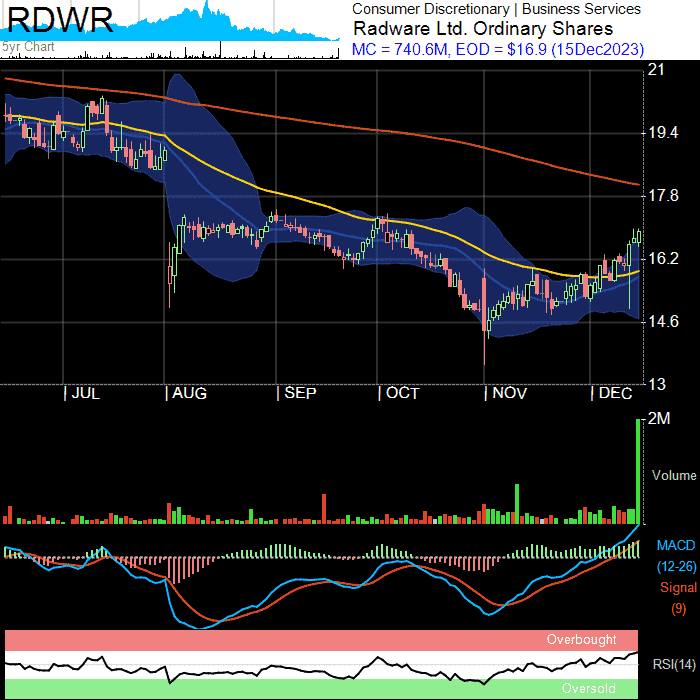 RDWR
5yr Chart
Consumer Discretionary | Business Services
Radware Ltd. Ordinary Shares
MC = 740.6M, EOD = $16.9 (15Dec2023)
21
19.4
17.8
16.2
14.6
13
| JUL | AUG | SEP | OCT | NOV | DEC
2M
Volume
MACD
(12-26)
Signal
(9)
Overbought
RSI(14)
Oversold